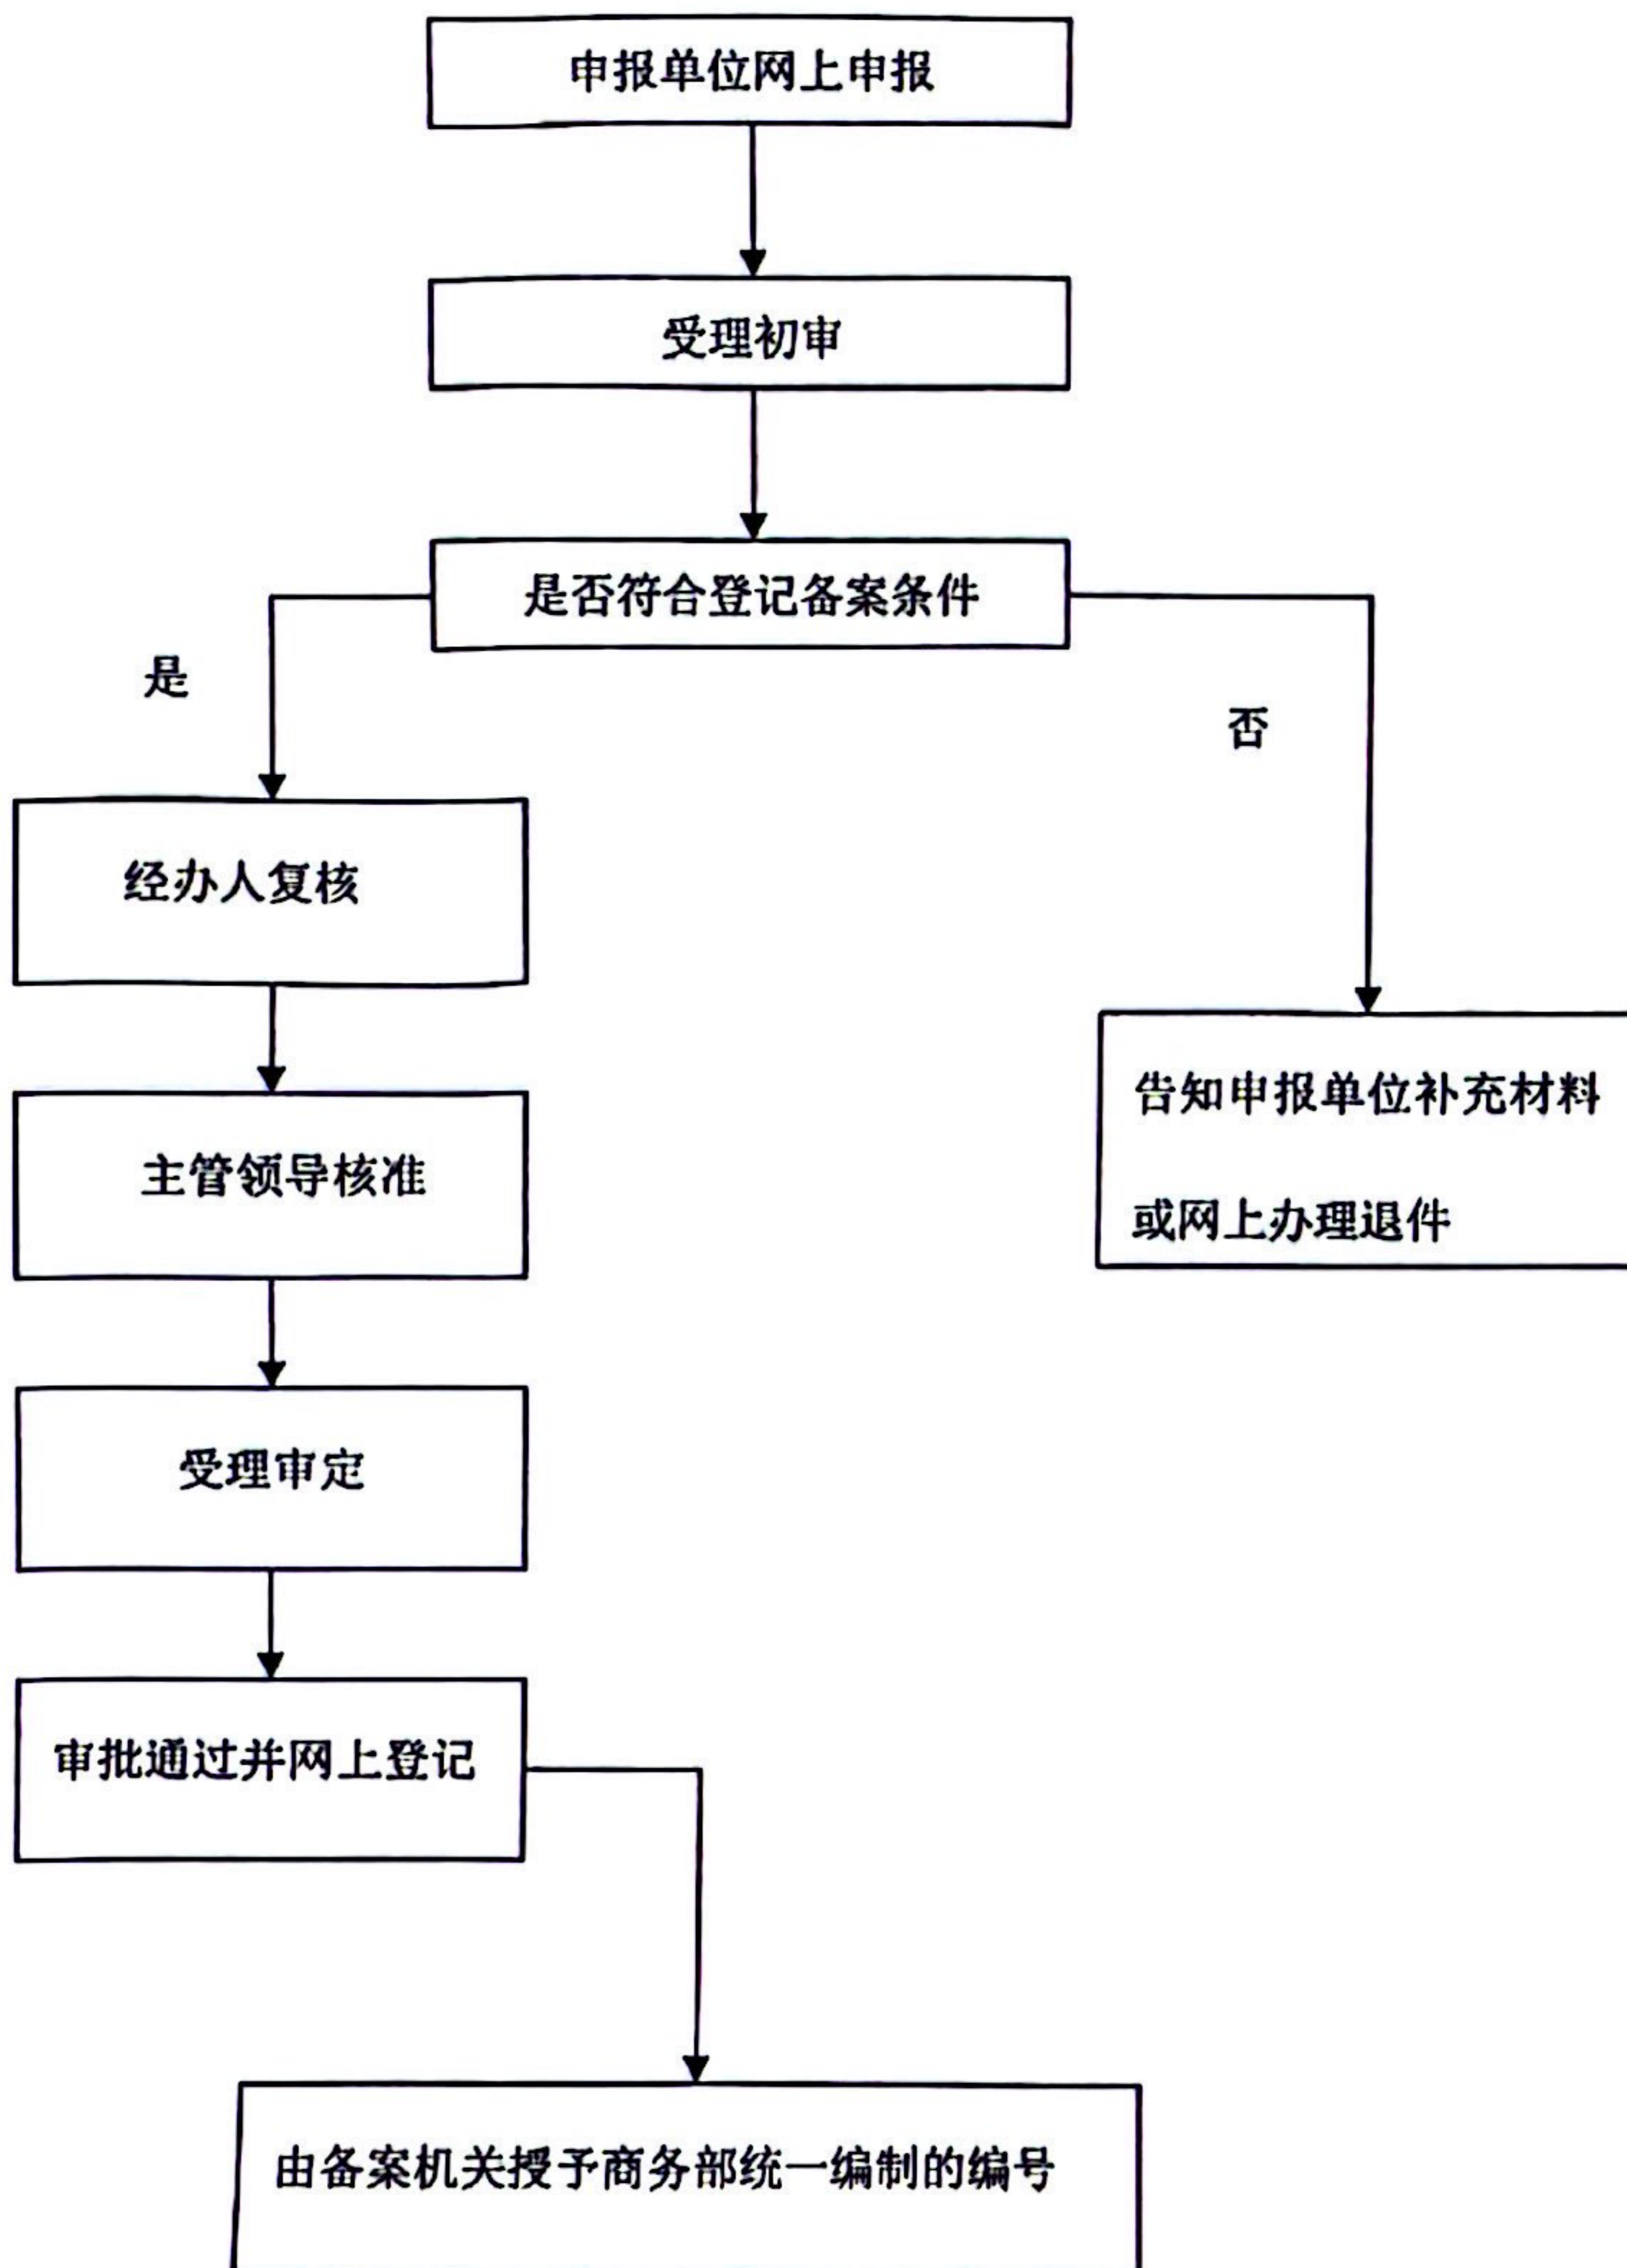 申报单位网上申报
受理初审
是否符合登记备案条件
是
否
经办人复核
告知申报单位补充材料
或网上办理退件
主管领导核准
受理审定
审批通过并网上登记
由备案机关授予商务部统一编制的编号